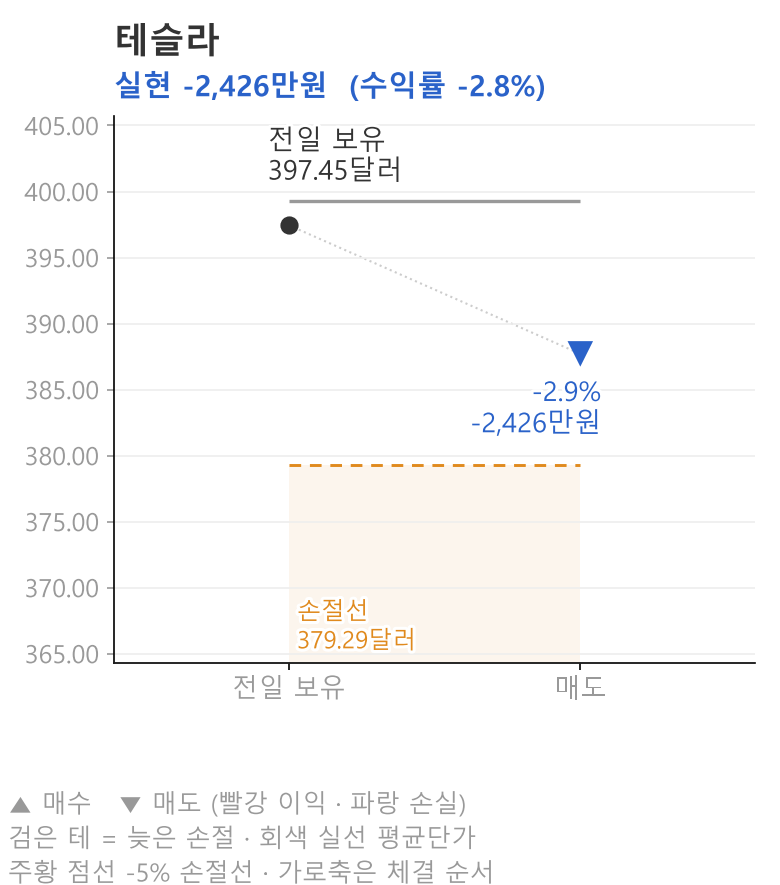 테슬라
실현 -2,426만원 (수익률 -2.8%)
405.00
전일 보유
397.45달러
400.00
395.00
390.00
385.00
-2.9%
-2,426만원
380.00
375.00
370.00
손절선
379.29달러
365.00
전일 보유 매도
▲ 매수 ▼ 매도 (빨강 이익 · 파랑 손실)
검은 테 = 늦은 손절 · 회색 실선 평균단가
주황 점선 -5% 손절선 · 가로축은 체결 순서